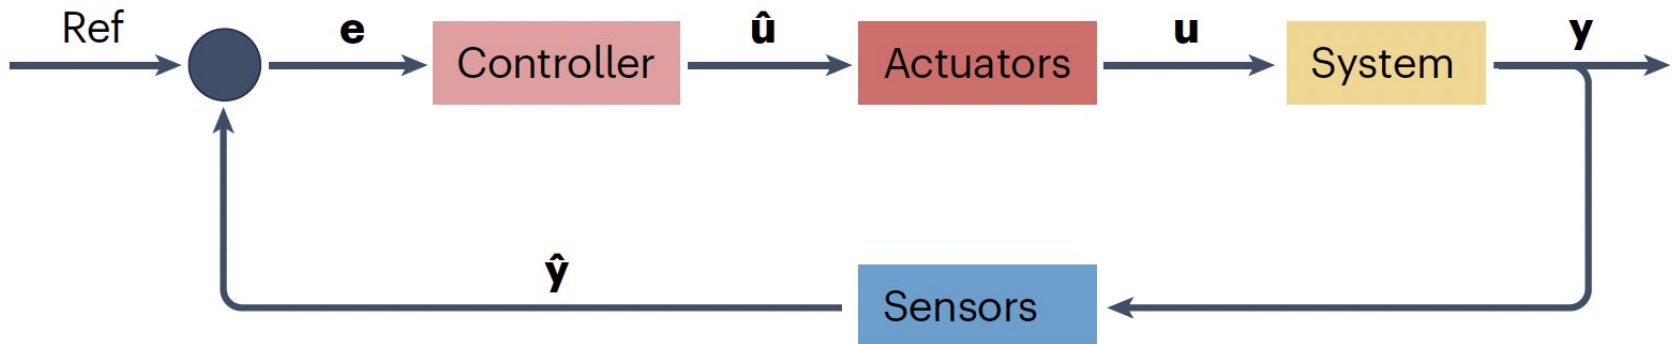 Ref
e
Controller
û
Actuators
u
System
y
ŷ
Sensors